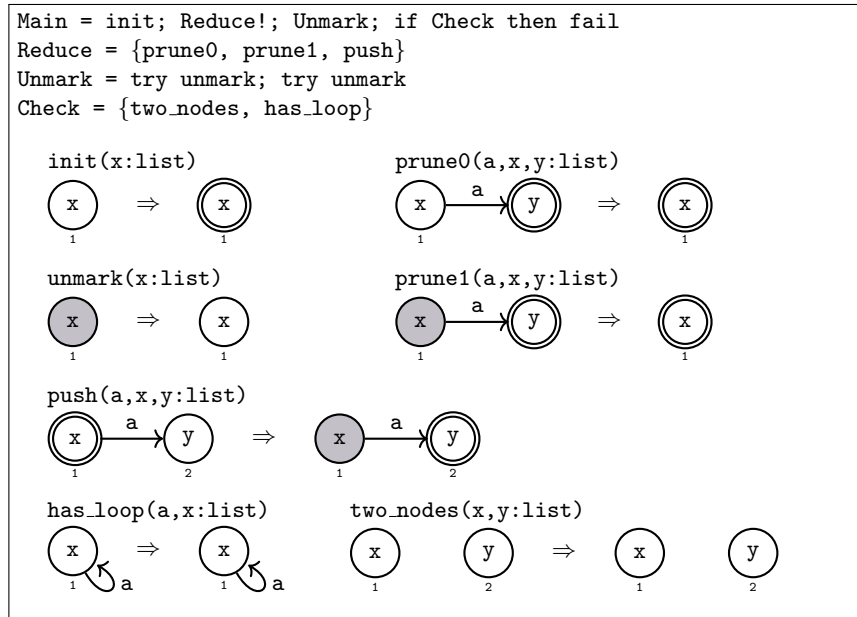 Main = init; Reduce!; Unmark; if Check then fail
Reduce = {prune0, prune1, push}
Unmark = try unmark; try unmark
Check = {two_nodes, has_loop}
init(x:list) prune0(a,x,y:list)
x ⇒ x x a y ⇒ x
1 1 1 1
unmark(x:list) prune1(a,x,y:list)
x ⇒ x x a y ⇒ x
1 1 1 1
push(a,x,y:list)
x a y ⇒ x a y
1 2 1 2
has_loop(a,x:list) two_nodes(x,y:list)
x ⇒ x x y ⇒ x y
1 a 1 a 1 2 1 2